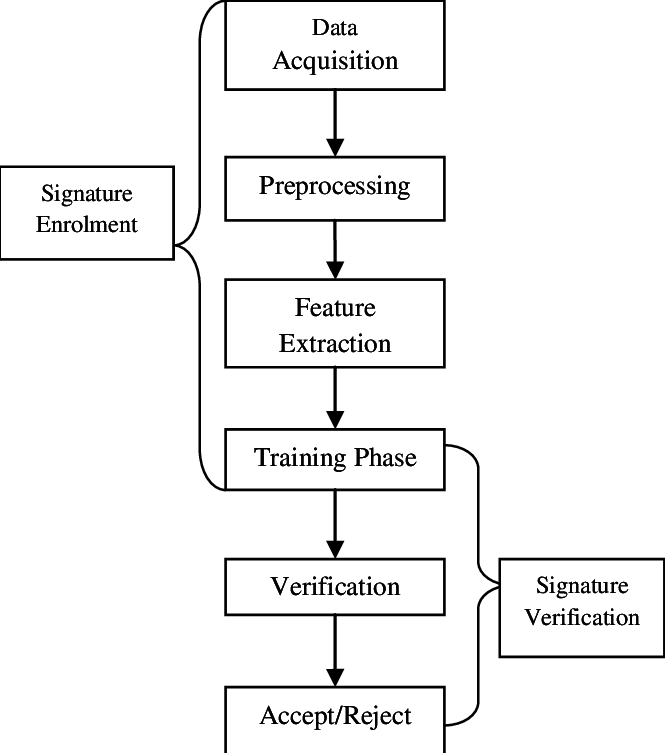 Data
Acquisition
Preprocessing
Signature
Enrolment
Feature
Extraction
Training Phase
Verification
Signature
Verification
Accept/Reject